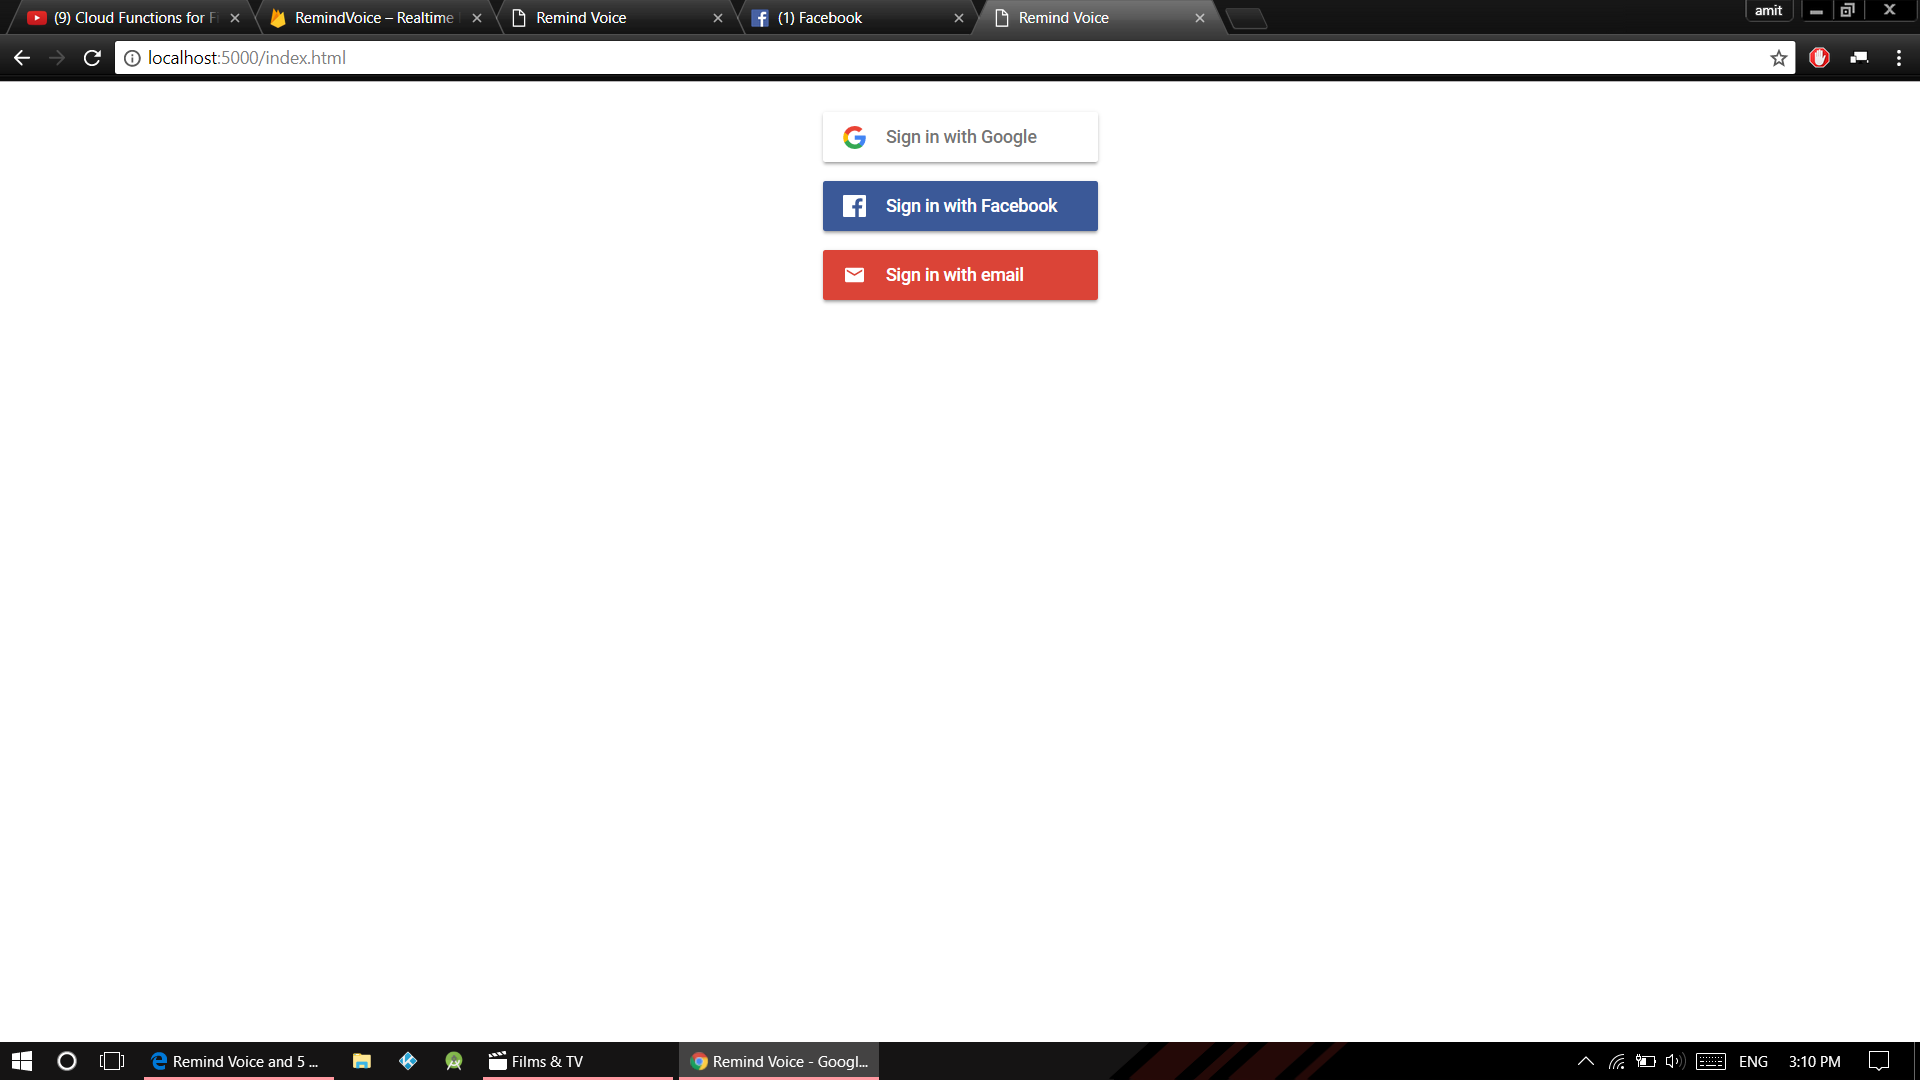 (9) Cloud Functions for Fi
RemindVoice – Realtime
Remind Voice
(1) Facebook
Remind Voice
amit
localhost:5000/index.html
Sign in with Google
Sign in with Facebook
Sign in with email
Remind Voice and 5 ...
Films & TV
Remind Voice - Googl...
ENG
3:10 PM